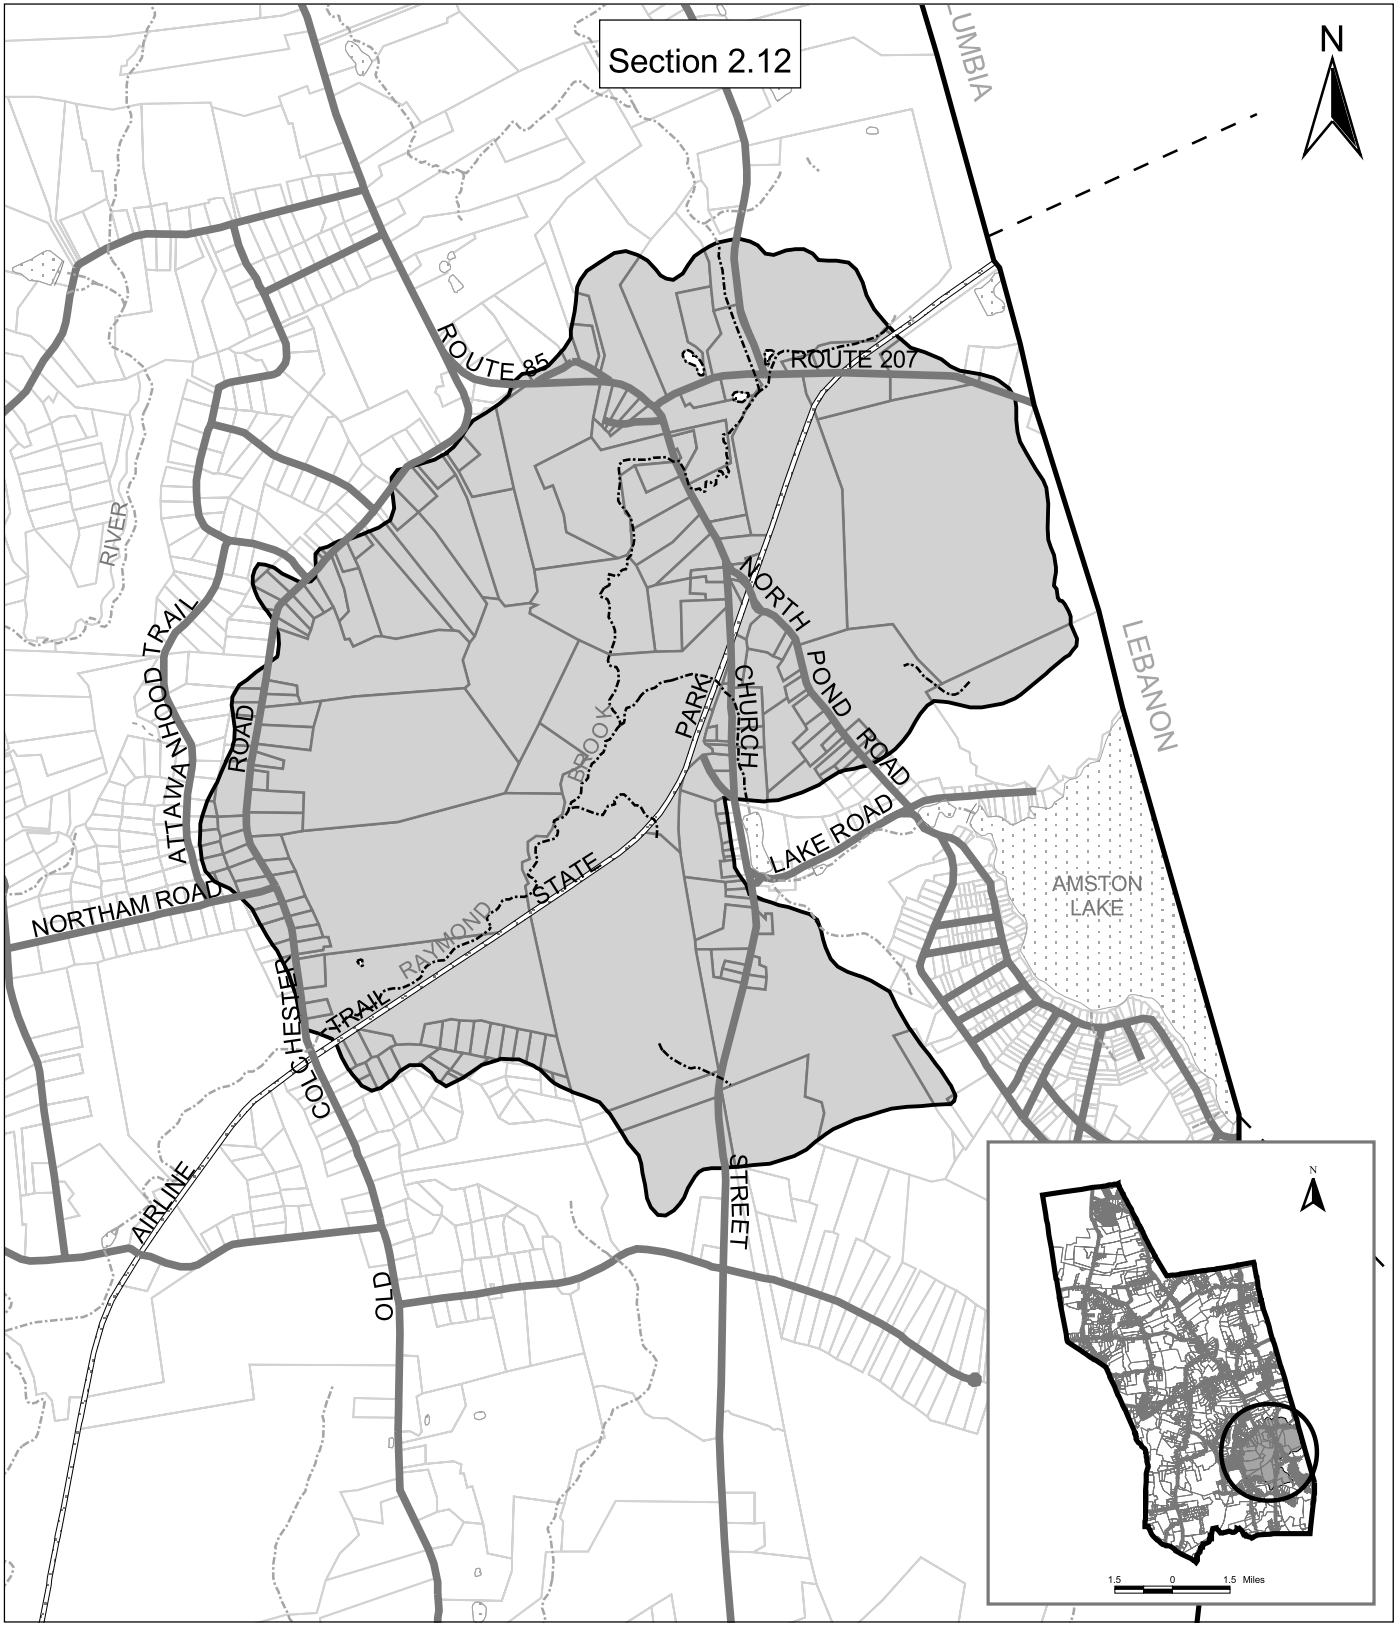 Section 2.12
UMBIA
N
ROUTE 85
ROUTE 207
RIVER
NORTH POND ROAD
ATTAWANHOOD TRAIL
LEBANON
CHURCH STREET
BROOK
RAYMOND
AIRLINE STATE PARK TRAIL
LAKE ROAD
AMSTON
LAKE
NORTHAM ROAD
OLD COLCHESTER ROAD
N
1.5 0 1.5 Miles